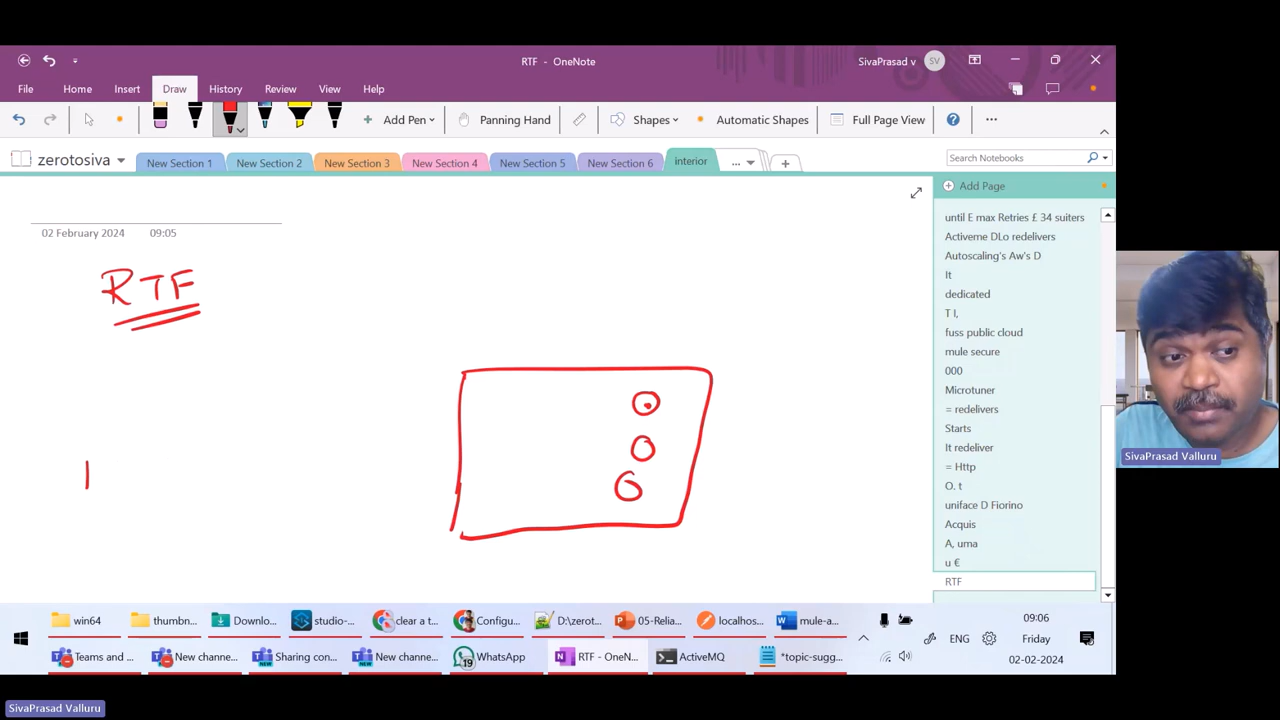 RTF - OneNote
SivaPrasad v
SV
File Home Insert Draw History Review View Help
Add Pen
Panning Hand
Shapes
Automatic Shapes
Full Page View
zerotosiva
New Section 1
New Section 2
New Section 3
New Section 4
New Section 5
New Section 6
interior
...
Search Notebooks
Add Page
02 February 2024 09:05
RTF
until E max Retries £ 34 suiters
Activeme DLo redelivers
Autoscaling's Aw's D
It
dedicated
T l,
fuss public cloud
mule secure
000
Microtuner
= redelivers
Starts
It redeliver
= Http
O. t
uniface D Fiorino
Acquis
A, uma
u €
RTF
SivaPrasad Valluru
win64
thumbn...
Downlo...
studio-...
clear a t...
Configu...
D:\zerot...
05-Relia...
localhos...
mule-a...
Teams and ...
New channe...
Sharing con...
New channe...
19
WhatsApp
RTF - OneN...
ActiveMQ
*topic-sugg...
ENG
09:06
Friday
02-02-2024
SivaPrasad Valluru